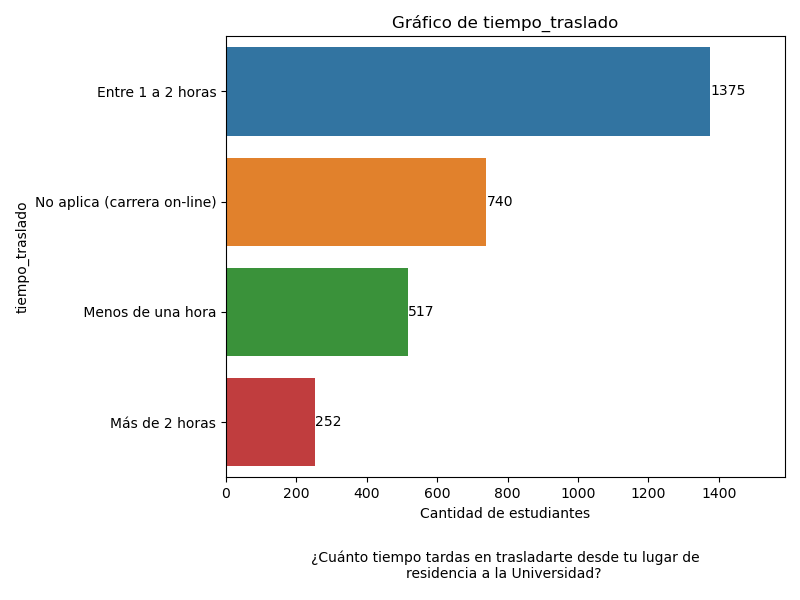 Gráfico de tiempo_traslado
Entre 1 a 2 horas
1375
No aplica (carrera on-line)
740
Menos de una hora
517
Más de 2 horas
252
tiempo_traslado
0 200 400 600 800 1000 1200 1400
Cantidad de estudiantes
¿Cuánto tiempo tardas en trasladarte desde tu lugar de
residencia a la Universidad?